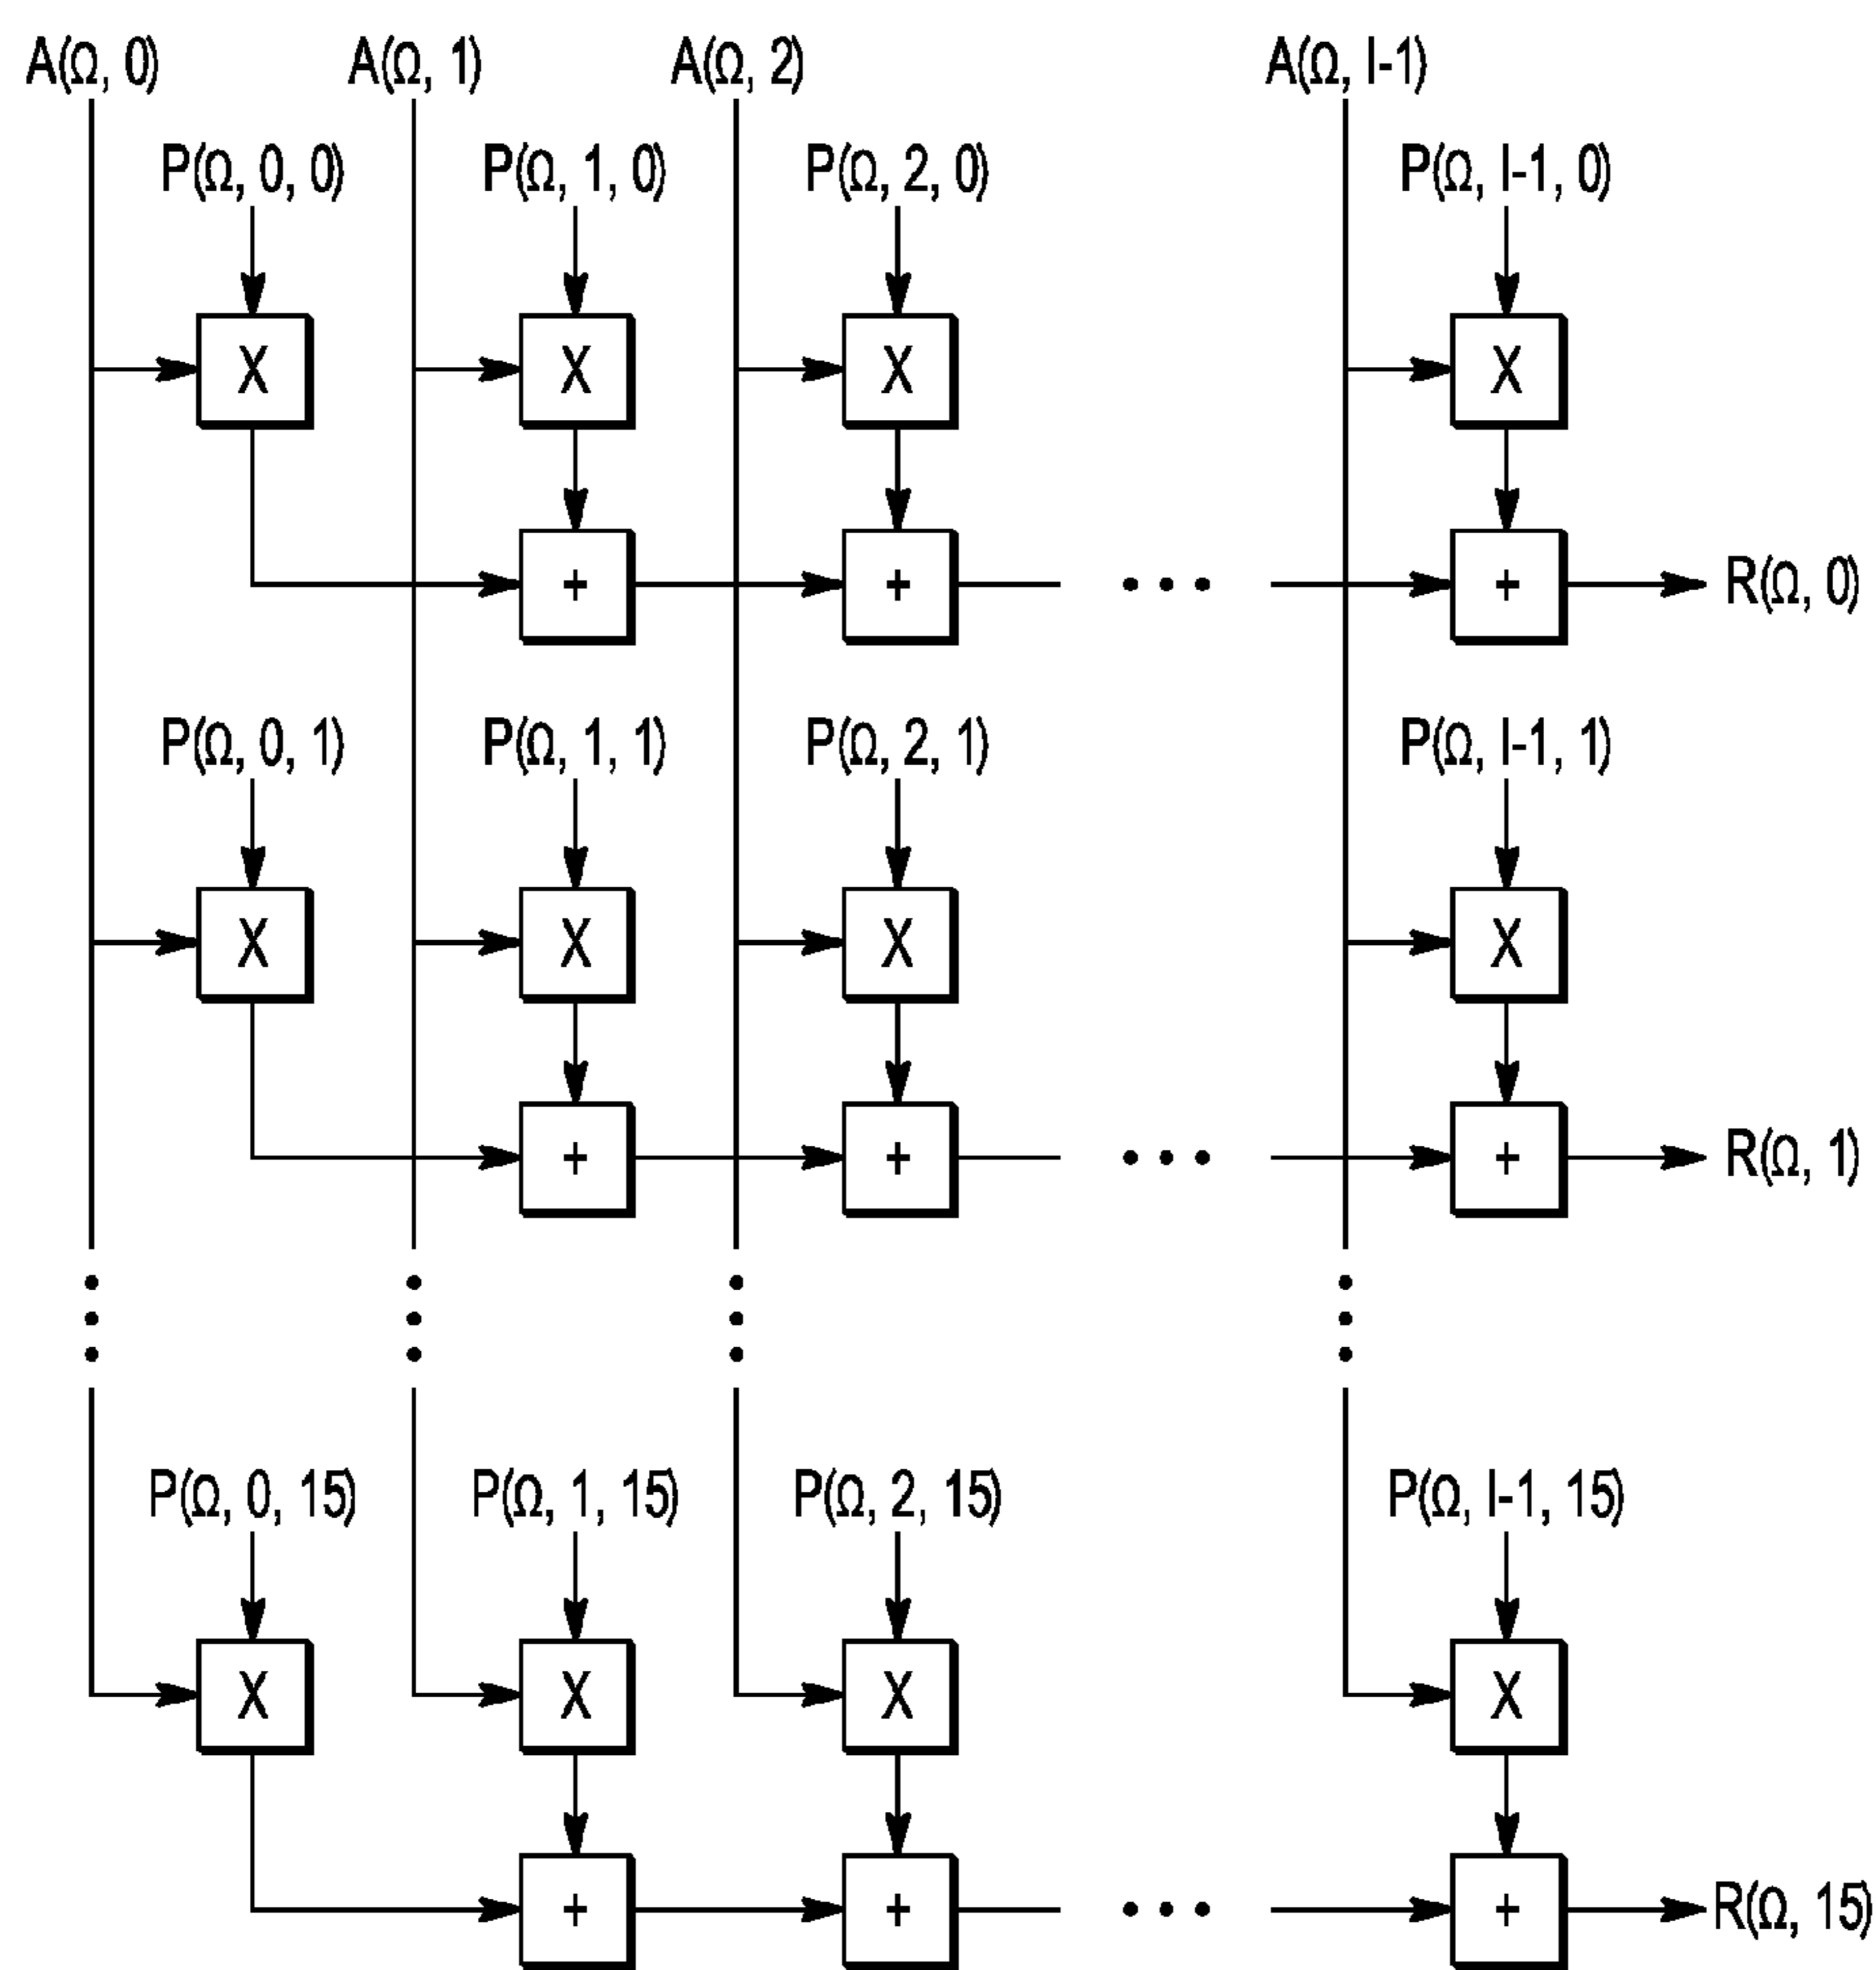 A(Ω, 0) A(Ω, 1) A(Ω, 2) A(Ω, I-1)
P(Ω, 0, 0) P(Ω, 1, 0) P(Ω, 2, 0) P(Ω, I-1, 0)
X X X X
+ + • • • + R(Ω, 0)
P(Ω, 0, 1) P(Ω, 1, 1) P(Ω, 2, 1) P(Ω, I-1, 1)
X X X X
+ + • • • + R(Ω, 1)
P(Ω, 0, 15) P(Ω, 1, 15) P(Ω, 2, 15) P(Ω, I-1, 15)
X X X X
+ + • • • + R(Ω, 15)